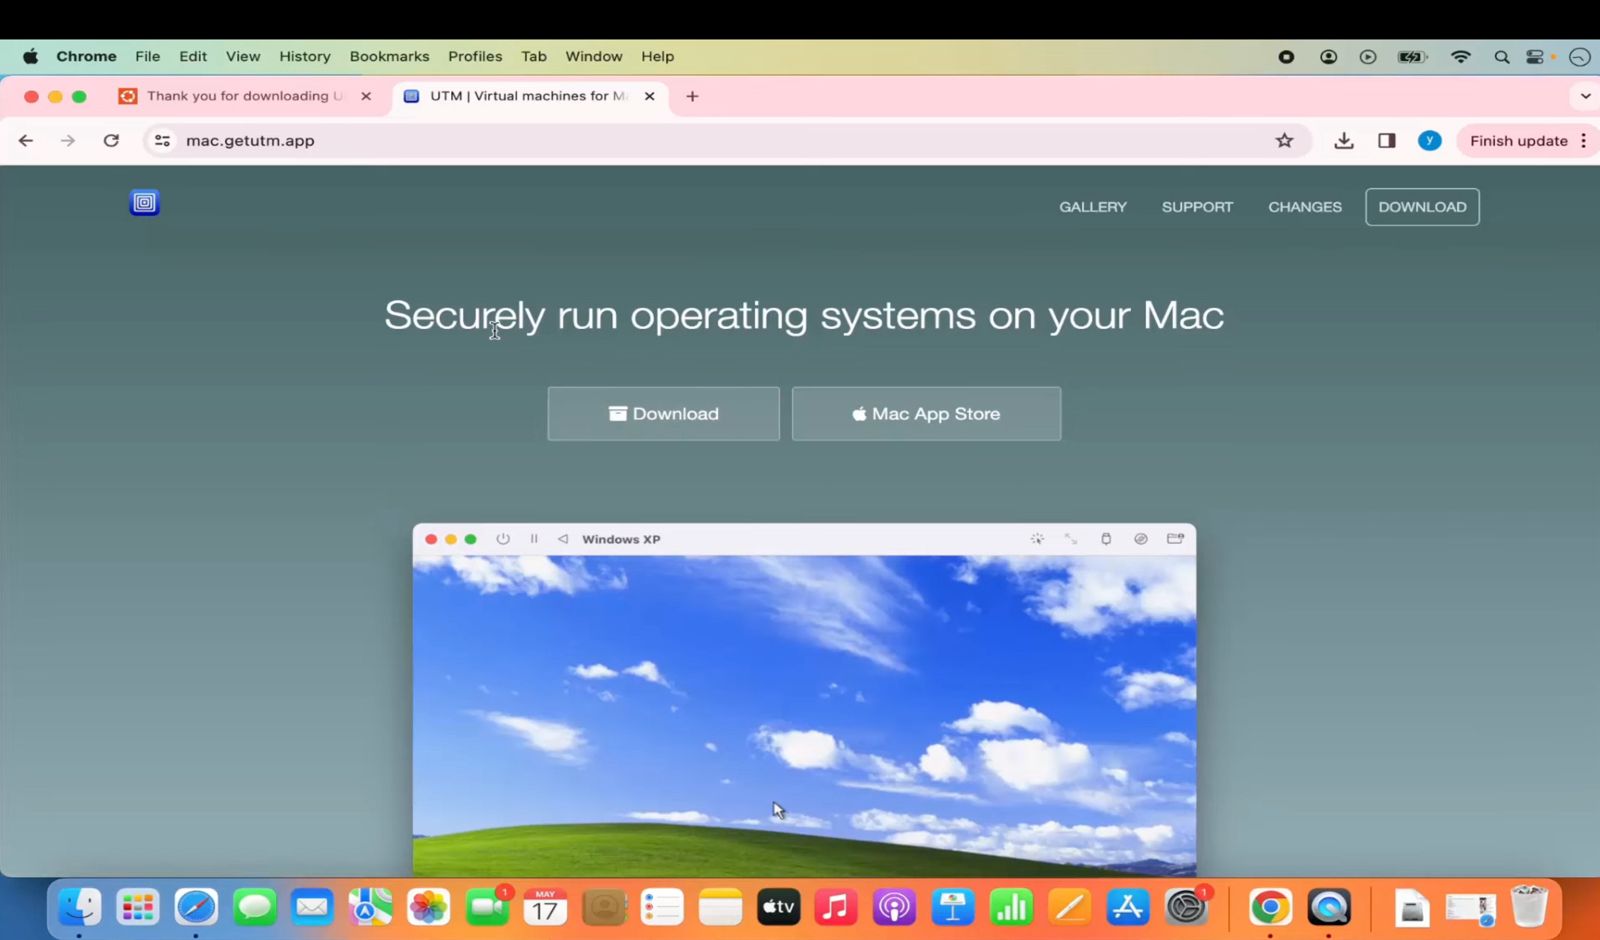 Chrome File Edit View History Bookmarks Profiles Tab Window Help
Thank you for downloading U
UTM | Virtual machines for Ma
mac.getutm.app
y
Finish update
GALLERY SUPPORT CHANGES DOWNLOAD
Securely run operating systems on your Mac
Download
Mac App Store
Windows XP
1
MAY
17
tv
1